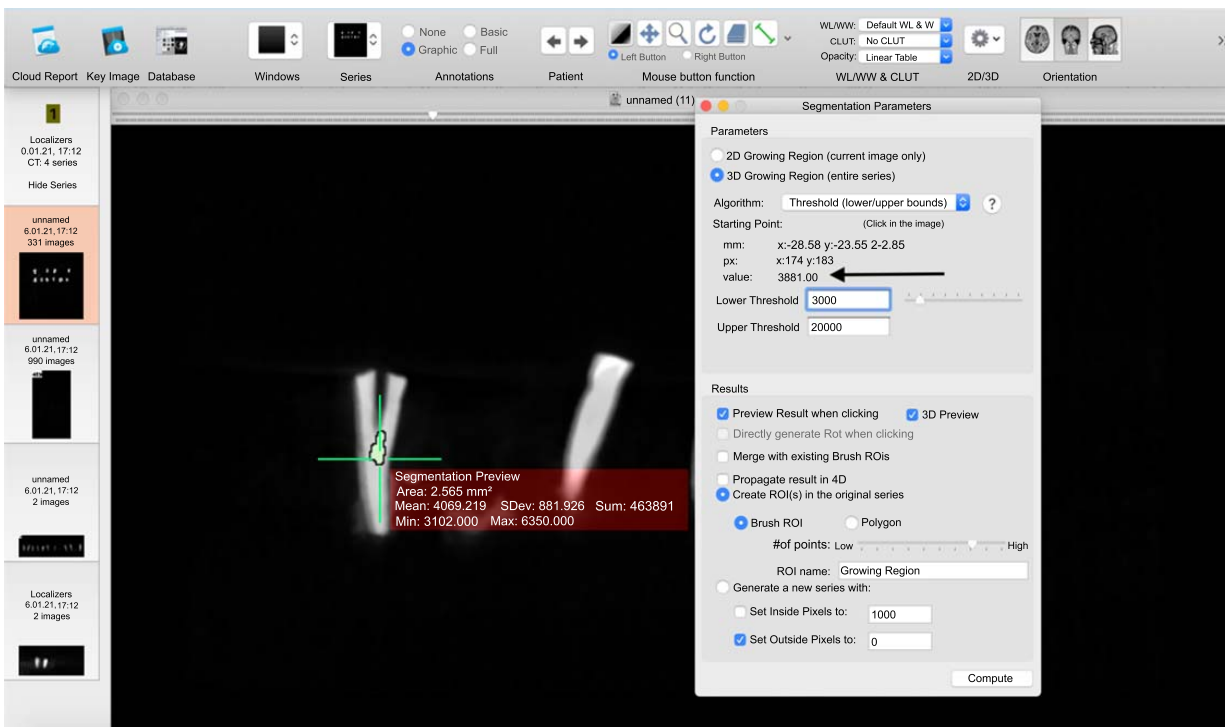 None Basic
Graphic Full
Left Button Right Button
WL/WW: Default WL & W
CLUT: No CLUT
Opacity: Linear Table
Cloud Report Key Image Database Windows Series Annotations Patient Mouse button function WL/WW & CLUT 2D/3D Orientation
unnamed (11)
1
Localizers
0.01.21, 17:12
CT: 4 series
Hide Series
unnamed
6.01.21,17:12
331 images
unnamed
6.01.21,17:12
990 images
unnamed
6.01.21,17:12
2 images
Localizers
6.01.21,17:12
2 images
Segmentation Preview
Area: 2.565 mm²
Mean: 4069.219 SDev: 881.926 Sum: 463891
Min: 3102.000 Max: 6350.000
Segmentation Parameters
Parameters
2D Growing Region (current image only)
3D Growing Region (entire series)
Algorithm: Threshold (lower/upper bounds) ?
Starting Point: (Click in the image)
mm: x:-28.58 y:-23.55 2-2.85
px: x:174 y:183
value: 3881.00
Lower Threshold 3000
Upper Threshold 20000
Results
Preview Result when clicking 3D Preview
Directly generate Rot when clicking
Merge with existing Brush ROis
Propagate result in 4D
Create ROI(s) in the original series
Brush ROI Polygon
#of points: Low High
ROI name: Growing Region
Generate a new series with:
Set Inside Pixels to: 1000
Set Outside Pixels to: 0
Compute